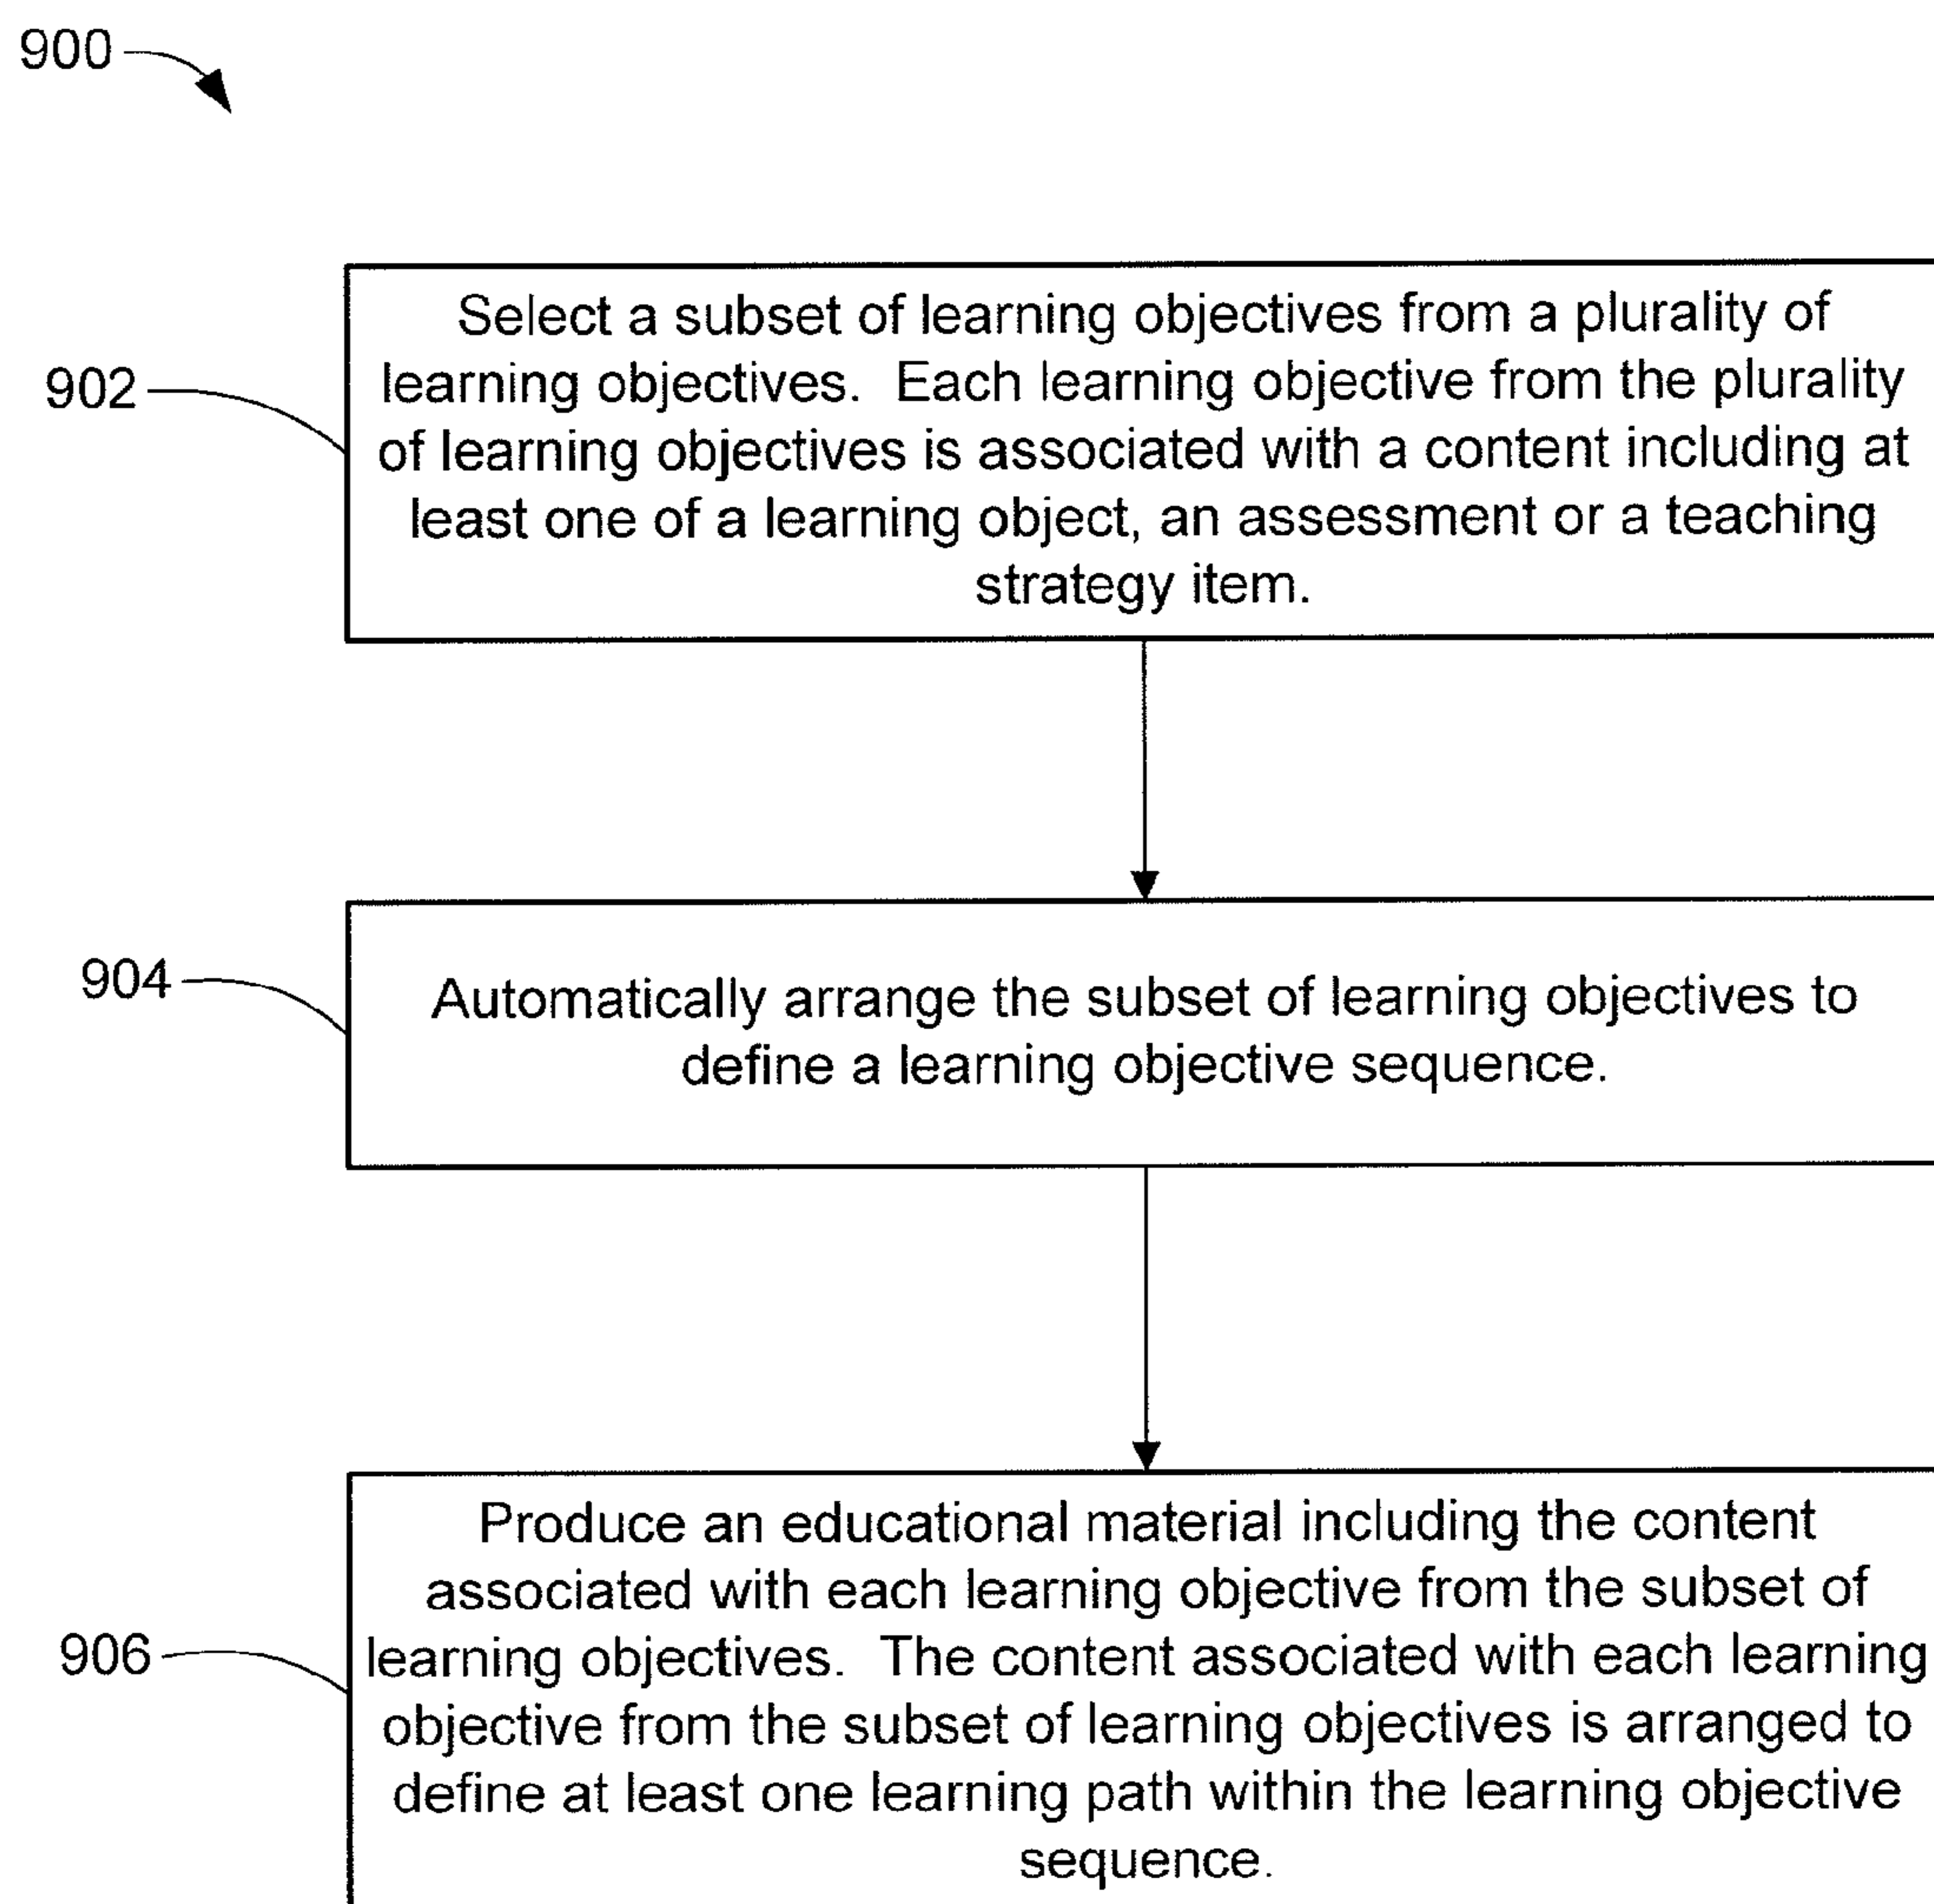 900
902
Select a subset of learning objectives from a plurality of
learning objectives.  Each learning objective from the plurality
of learning objectives is associated with a content including at
least one of a learning object, an assessment or a teaching
strategy item.
904
Automatically arrange the subset of learning objectives to
define a learning objective sequence.
906
Produce an educational material including the content
associated with each learning objective from the subset of
learning objectives.  The content associated with each learning
objective from the subset of learning objectives is arranged to
define at least one learning path within the learning objective
sequence.